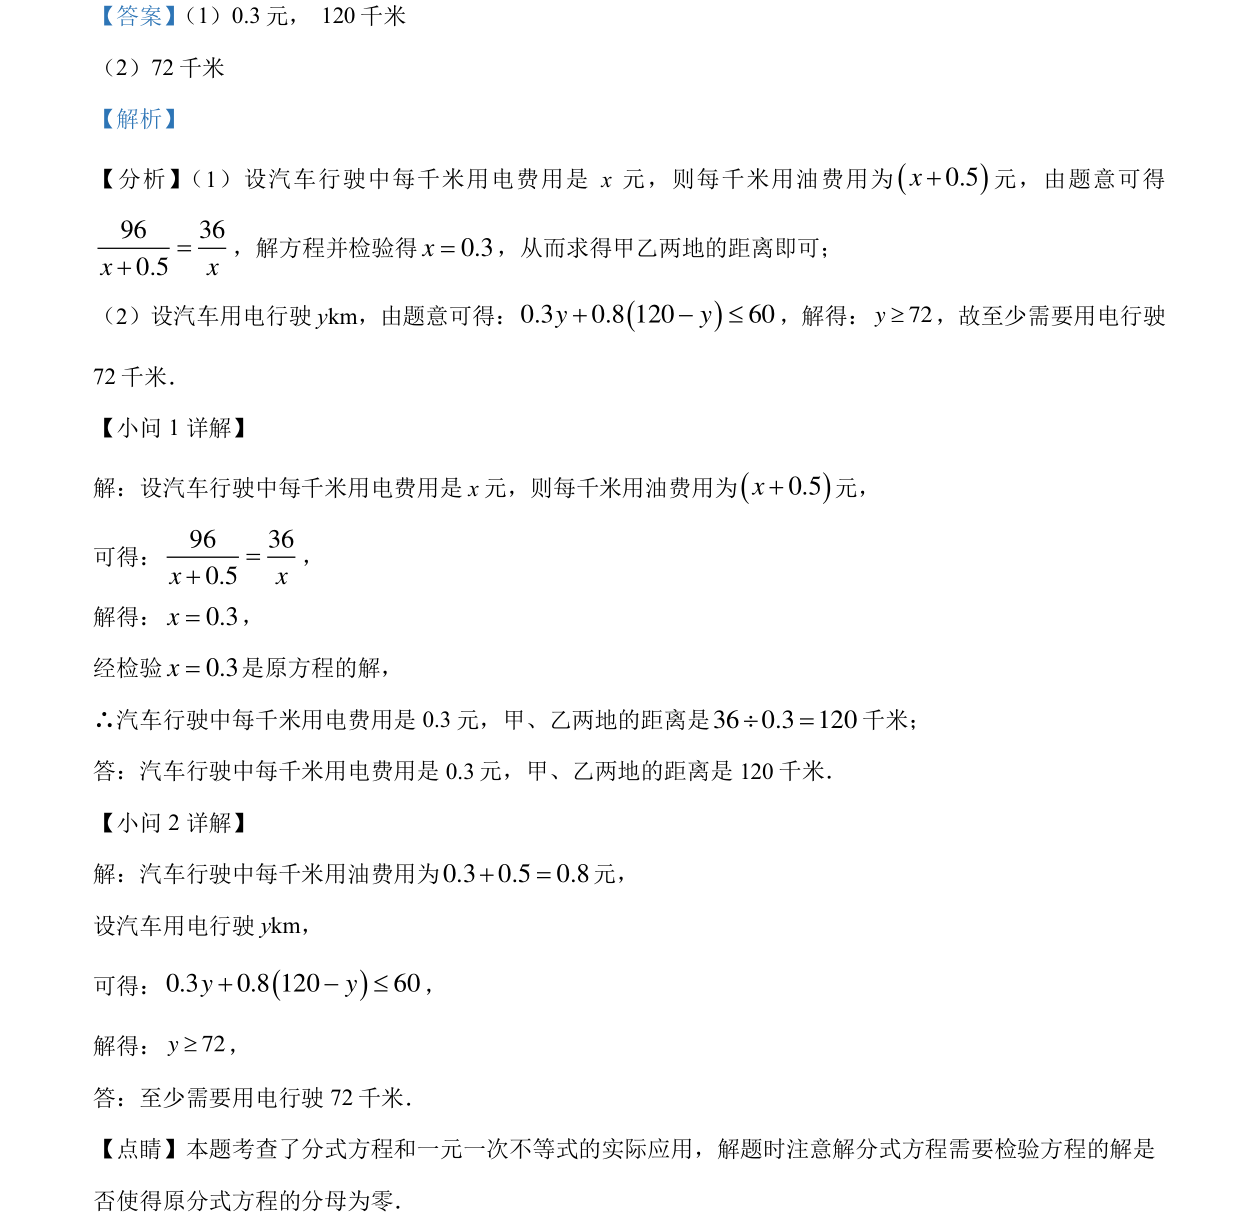 【答案】（1）0.3 元， 120 千米
（2）72 千米
【解析】
【分析】（1）设汽车行驶中每千米用电费用是 x 元，则每千米用油费用为(x+0.5)元，由题意可得
96/(x+0.5) = 36/x，解方程并检验得 x = 0.3，从而求得甲乙两地的距离即可；
（2）设汽车用电行驶 ykm，由题意可得：0.3y+0.8(120−y)≤60，解得：y≥72，故至少需要用电行驶
72 千米．
【小问 1 详解】
解：设汽车行驶中每千米用电费用是 x 元，则每千米用油费用为(x+0.5)元，
可得：96/(x+0.5) = 36/x，
解得：x = 0.3，
经检验 x = 0.3是原方程的解，
∴汽车行驶中每千米用电费用是 0.3 元，甲、乙两地的距离是36÷0.3=120 千米；
答：汽车行驶中每千米用电费用是 0.3 元，甲、乙两地的距离是 120 千米．
【小问 2 详解】
解：汽车行驶中每千米用油费用为0.3+0.5=0.8元，
设汽车用电行驶 ykm，
可得：0.3y+0.8(120−y)≤60，
解得：y≥72，
答：至少需要用电行驶 72 千米．
【点睛】本题考查了分式方程和一元一次不等式的实际应用，解题时注意解分式方程需要检验方程的解是
否使得原分式方程的分母为零．